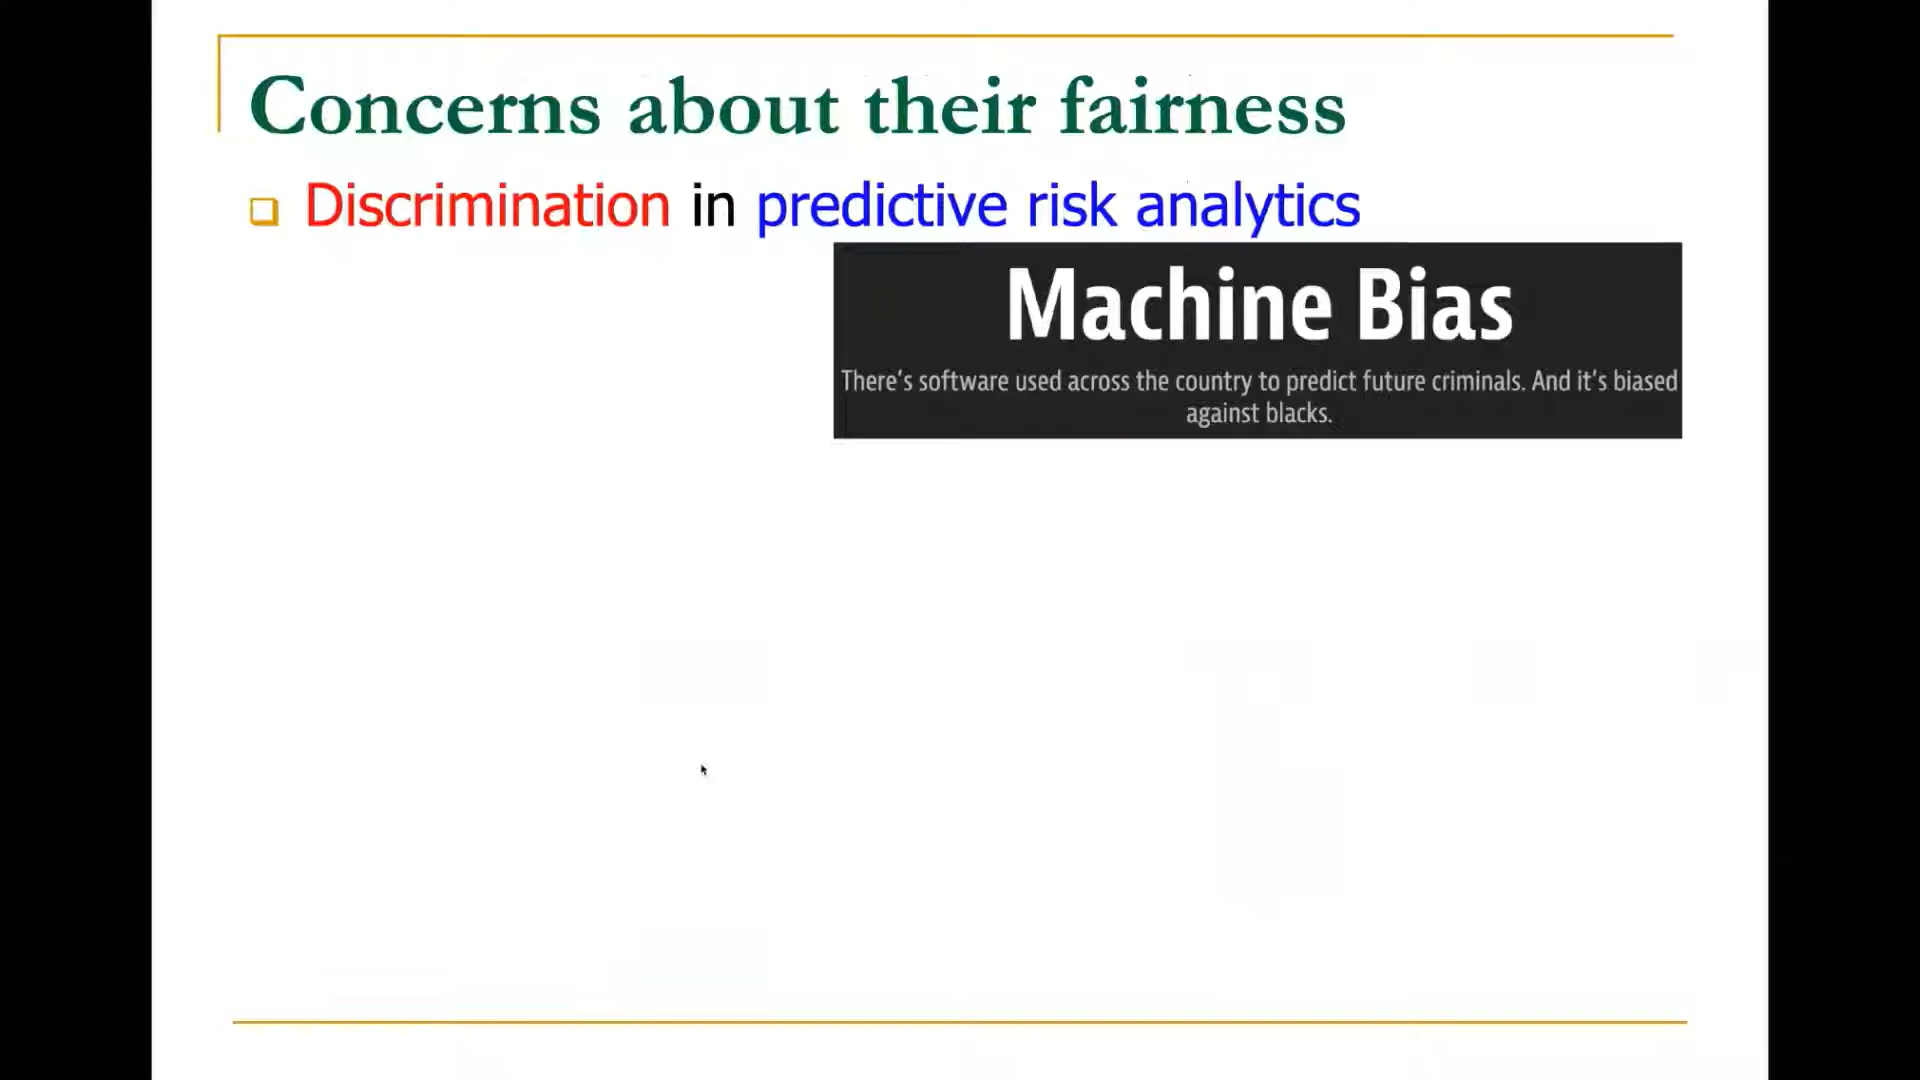 Concerns about their fairness
Discrimination in predictive risk analytics
Machine Bias
There's software used across the country to predict future criminals. And it's biased
against blacks.